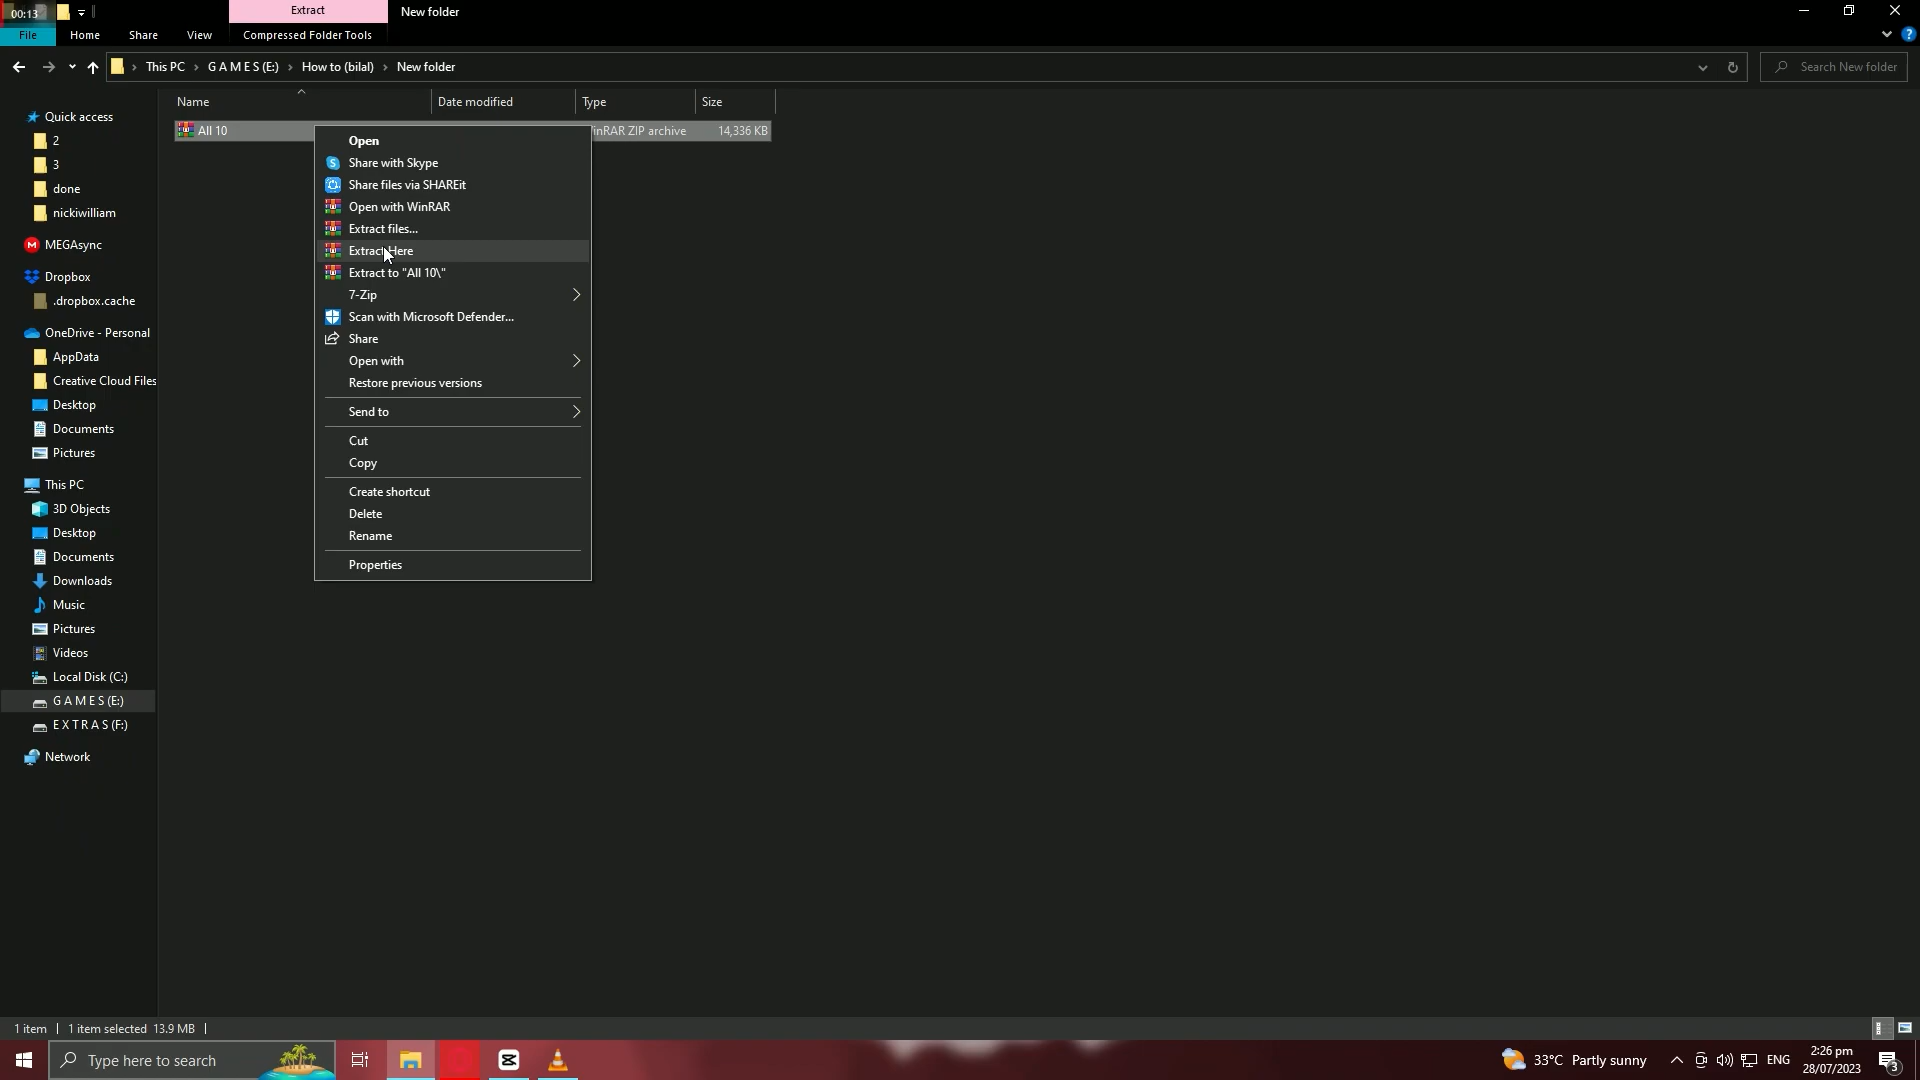 00:13
Extract
New folder
File
Home
Share
View
Compressed Folder Tools
This PC
G A M E S (E:)
How to (bilal)
New folder
Search New folder
Name
Date modified
Type
Size
All 10
inRAR ZIP archive
14,336 KB
Quick access
2
3
done
nickiwilliam
MEGAsync
Dropbox
.dropbox.cache
OneDrive - Personal
AppData
Creative Cloud Files
Desktop
Documents
Pictures
This PC
3D Objects
Desktop
Documents
Downloads
Music
Pictures
Videos
Local Disk (C:)
G A M E S (E:)
E X T R A S (F:)
Network
Open
Share with Skype
Share files via SHAREit
Open with WinRAR
Extract files...
Extract Here
Extract to "All 10\"
7-Zip
Scan with Microsoft Defender...
Share
Open with
Restore previous versions
Send to
Cut
Copy
Create shortcut
Delete
Rename
Properties
1 item
1 item selected 13.9 MB
Type here to search
33°C Partly sunny
ENG
2:26 pm
28/07/2023
3